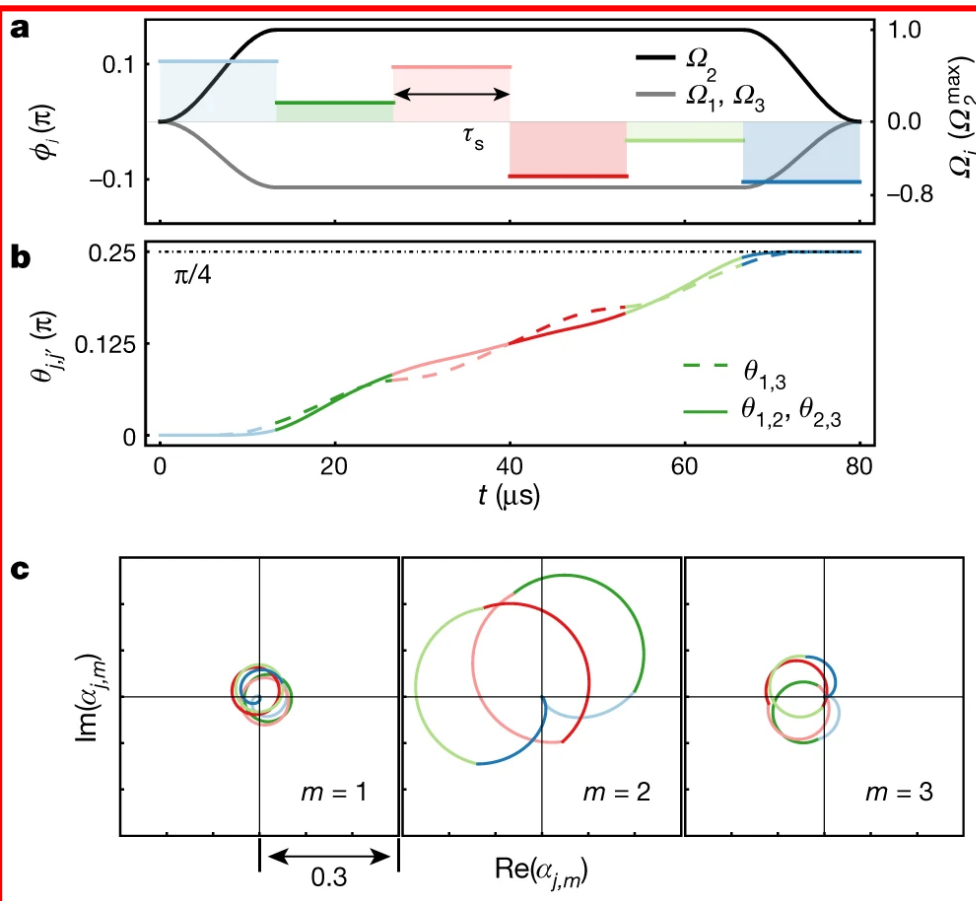 a
ϕj (π)
0.1
−0.1
Ω2
Ω1, Ω3
τs
1.0
0.0
−0.8
Ωi (Ω2max)
b
θj,j′ (π)
0.25
0.125
0
π/4
θ1,3
θ1,2, θ2,3
0 20 40 60 80
t (μs)
c
Im(αj,m)
m = 1 m = 2 m = 3
0.3
Re(αj,m)